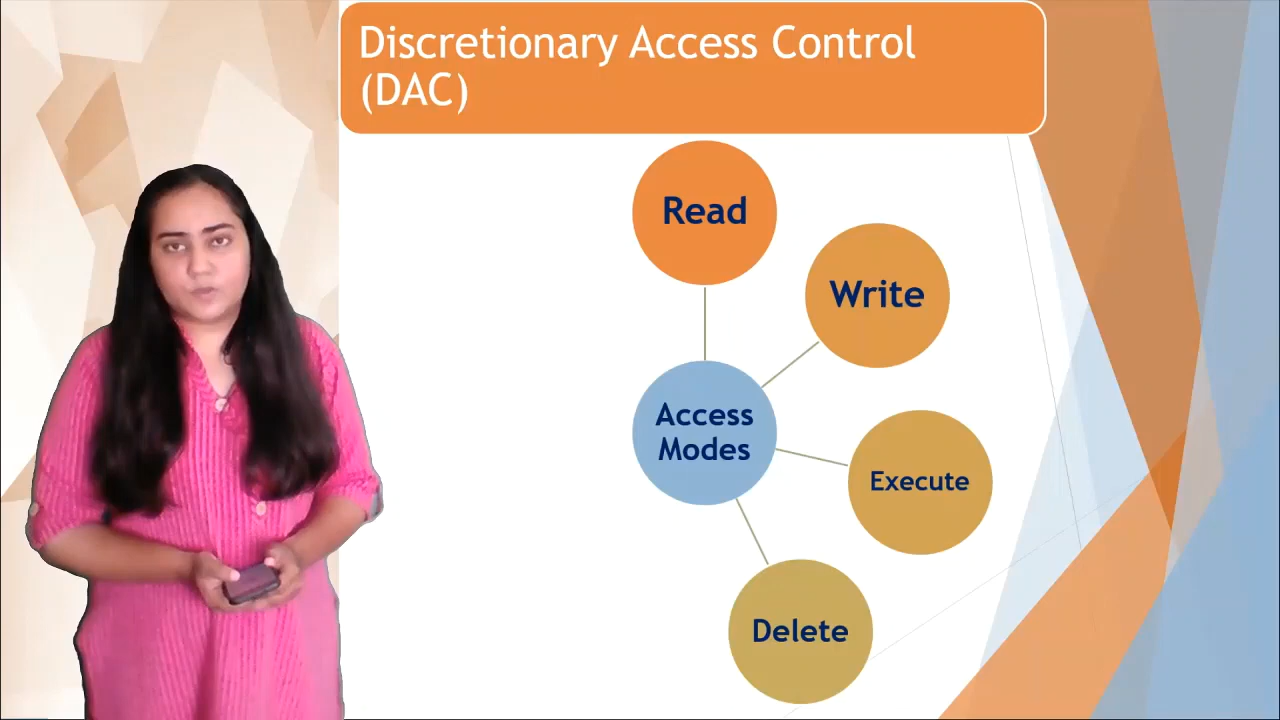 Discretionary Access Control
(DAC)
Read
Write
Access
Modes
Execute
Delete